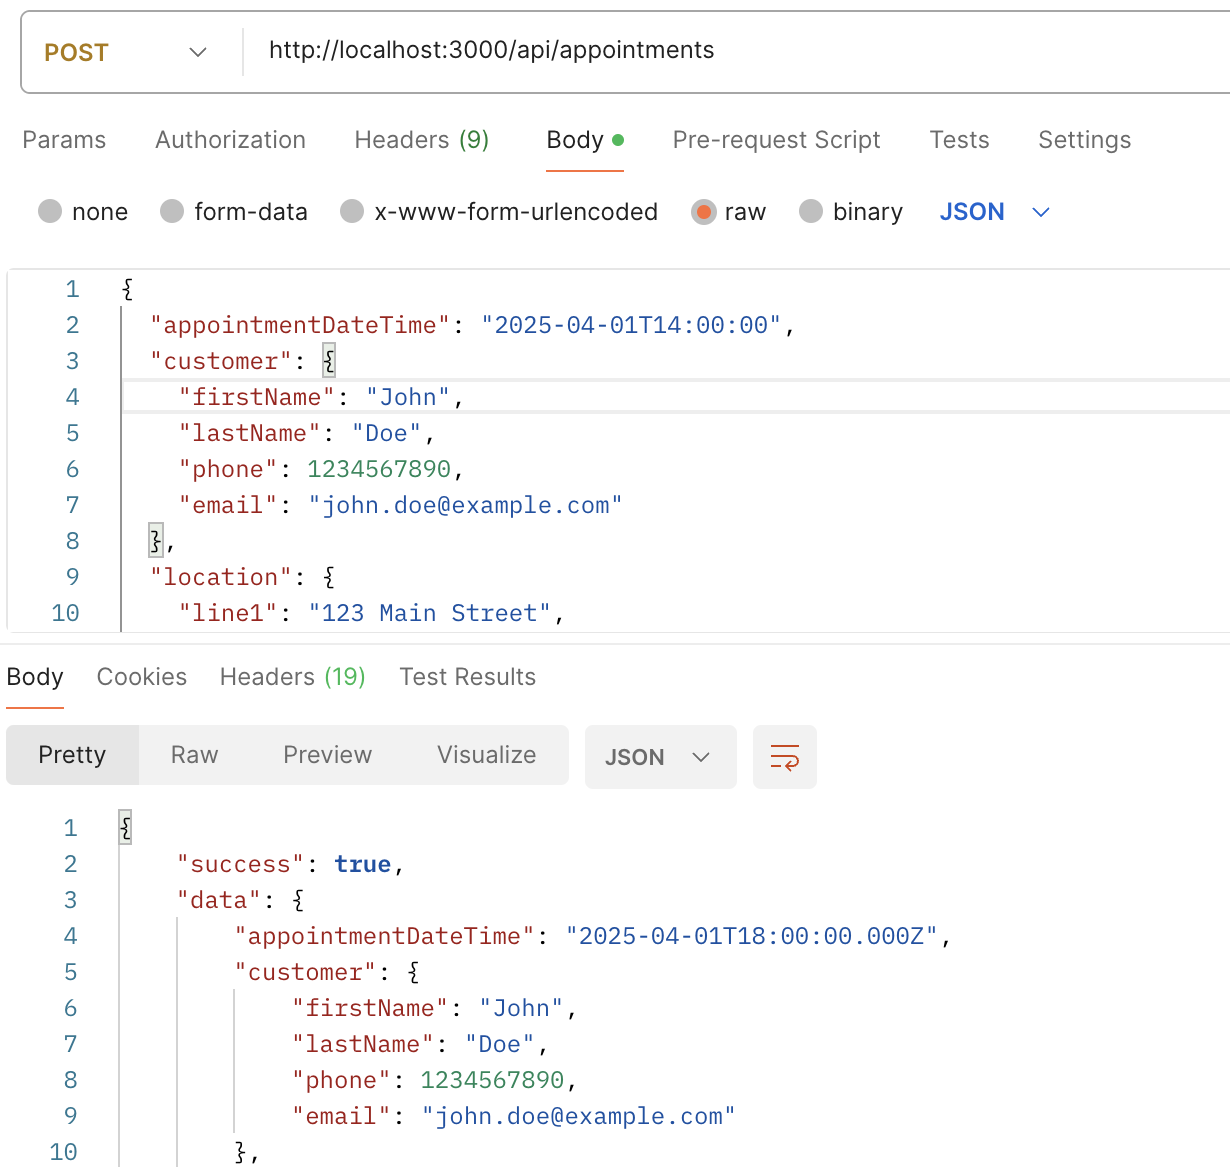 POST http://localhost:3000/api/appointments
Params Authorization Headers (9) Body Pre-request Script Tests Settings
none form-data x-www-form-urlencoded raw binary JSON
1 {
2 "appointmentDateTime": "2025-04-01T14:00:00",
3 "customer": {
4 "firstName": "John",
5 "lastName": "Doe",
6 "phone": 1234567890,
7 "email": "john.doe@example.com"
8 },
9 "location": {
10 "line1": "123 Main Street",
Body Cookies Headers (19) Test Results
Pretty Raw Preview Visualize JSON
1 {
2 "success": true,
3 "data": {
4 "appointmentDateTime": "2025-04-01T18:00:00.000Z",
5 "customer": {
6 "firstName": "John",
7 "lastName": "Doe",
8 "phone": 1234567890,
9 "email": "john.doe@example.com"
10 },